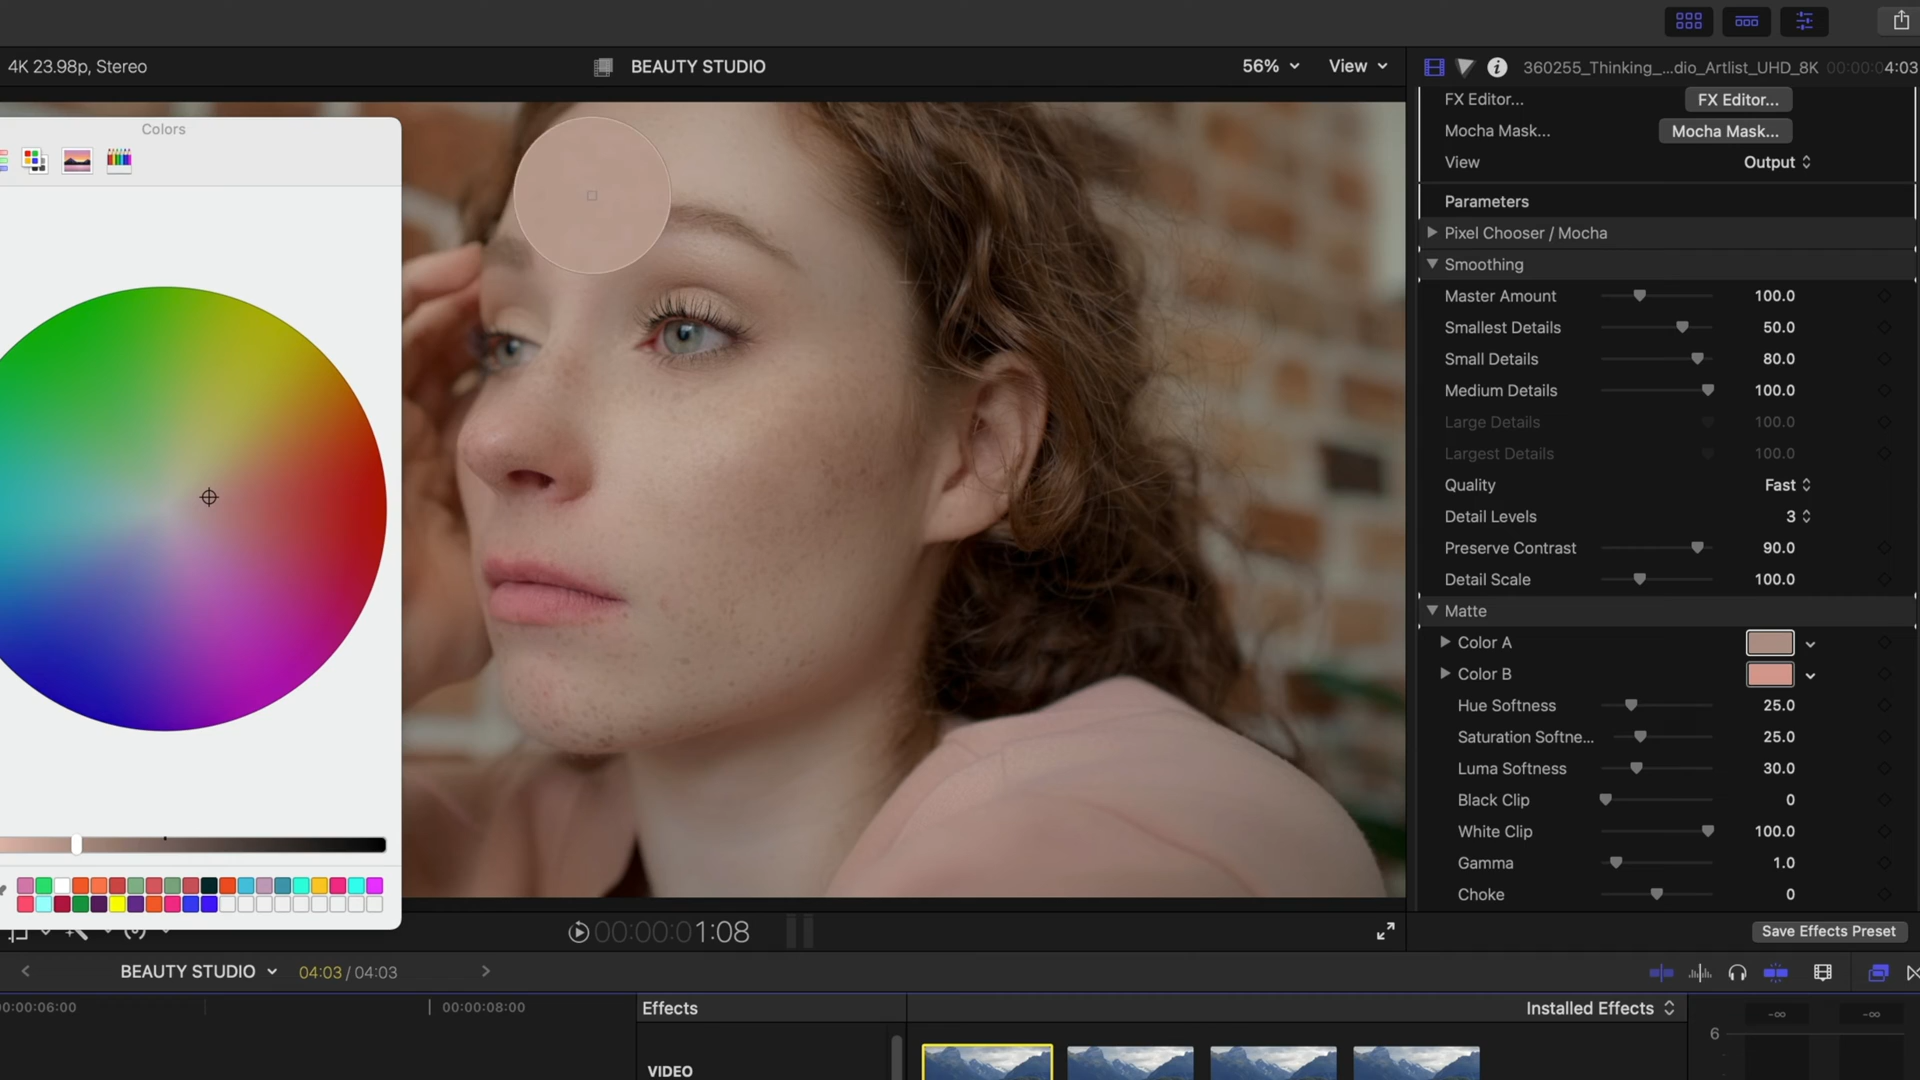 4K 23.98p, Stereo
BEAUTY STUDIO
56%
View
360255_Thinking_...dio_Artlist_UHD_8K
00:00:04:03
Colors
FX Editor...
FX Editor...
Mocha Mask...
Mocha Mask...
View
Output
Parameters
Pixel Chooser / Mocha
Smoothing
Master Amount
100.0
Smallest Details
50.0
Small Details
80.0
Medium Details
100.0
Large Details
100.0
Largest Details
100.0
Quality
Fast
Detail Levels
3
Preserve Contrast
90.0
Detail Scale
100.0
Matte
Color A
Color B
Hue Softness
25.0
Saturation Softne...
25.0
Luma Softness
30.0
Black Clip
0
White Clip
100.0
Gamma
1.0
Choke
0
00:00:01:08
Save Effects Preset
BEAUTY STUDIO
04:03 / 04:03
00:00:06:00
00:00:08:00
Effects
Installed Effects
VIDEO
-∞
-∞
6